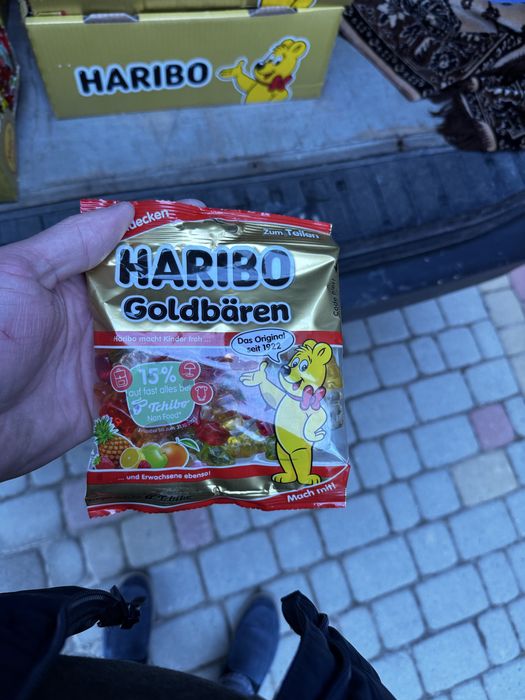 HARIBO
decken
Zum Teilen
HARIBO
Goldbären
Haribo macht Kinder froh ...
Das Original
seit 1922
15%
auf fast alles bei
Tchibo
Non Food*
... und Erwachsene ebenso!
Mach mit!